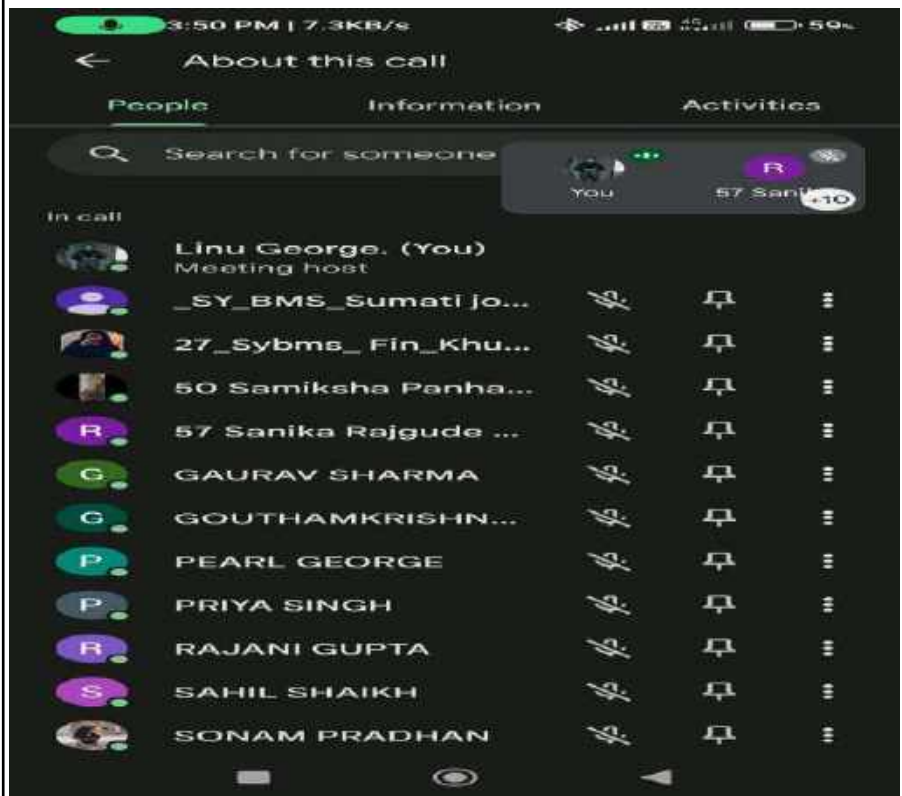 3:50 PM | 7.3KB/s 59%
About this call
People Information Activities
Search for someone
You
R
57 Sani
+10
In call
Linu George. (You)
Meeting host
_SY_BMS_Sumati jo...
27_Sybms_ Fin_Khu...
50 Samiksha Panha...
R 57 Sanika Rajgude ...
G GAURAV SHARMA
G GOUTHAMKRISHN...
P PEARL GEORGE
P PRIYA SINGH
R RAJANI GUPTA
S SAHIL SHAIKH
SONAM PRADHAN